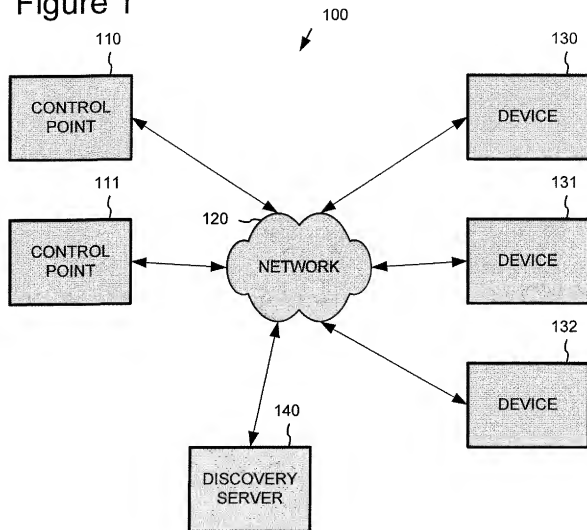 Figure 1
100
110
CONTROL
POINT
130
DEVICE
111
CONTROL
POINT
120
NETWORK
131
DEVICE
132
DEVICE
140
DISCOVERY
SERVER